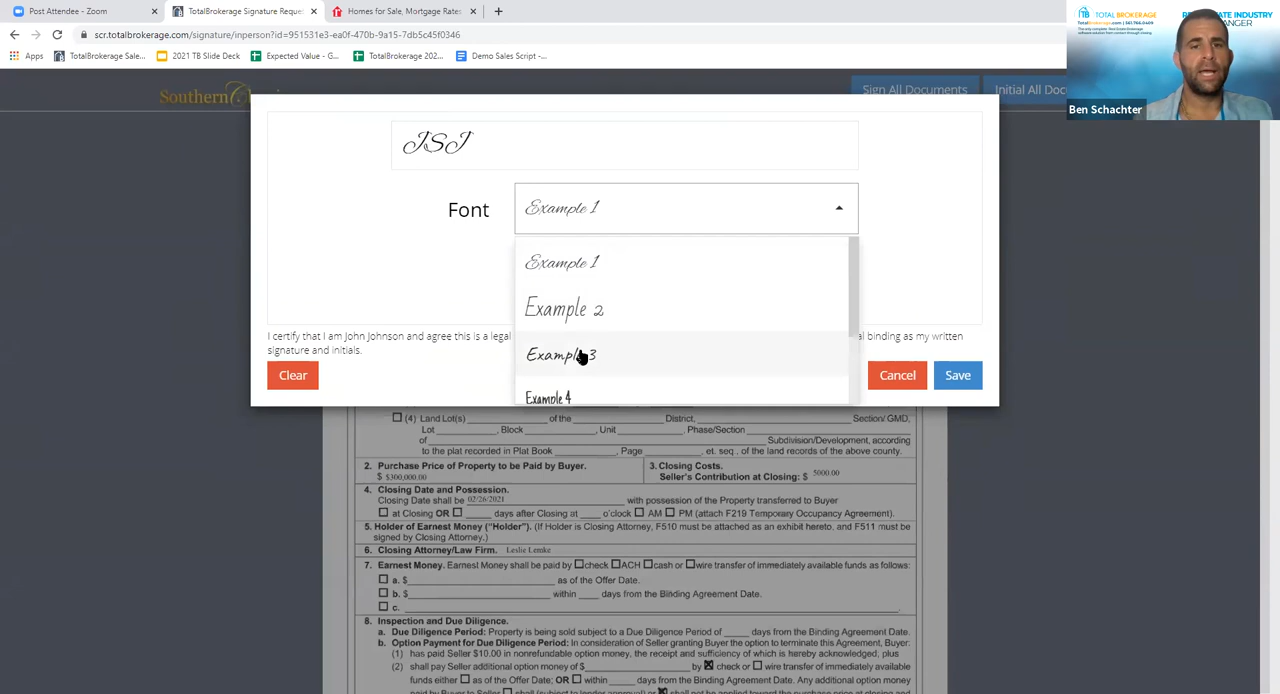 Post Attendee - Zoom
TotalBrokerage Signature Reque
Homes for Sale, Mortgage Rates
scr.totalbrokerage.com/signature/inperson?id=
Apps
TotalBrokerage Sale...
2021 TB Slide Deck
Expected Value - G...
TotalBrokerage 202...
Demo Sales Script -...
TOTAL BROKERAGE
Ben Schachter
Southern
Sign All Documents
Initial All Doc
JSJ
Font
Example 1
Example 1
Example 2
Example 3
Example 4
I certify that I am John Johnson and agree this is a legal
al binding as my written
signature and initials.
Clear
Cancel
Save
(4) Land Lot(s) of the District, Section/ GMD,
Lot , Block , Unit , Phase/Section
of Subdivision/Development, according
to the plat recorded in Plat Book , Page , et. seq., of the land records of the above county.
2. Purchase Price of Property to be Paid by Buyer.
$ $300,000.00
3. Closing Costs.
Seller's Contribution at Closing: $ 5000.00
4. Closing Date and Possession.
Closing Date shall be 02/26/2021 with possession of the Property transferred to Buyer
at Closing OR days after Closing at o'clock AM PM (attach F219 Temporary Occupancy Agreement).
5. Holder of Earnest Money ("Holder"). (If Holder is Closing Attorney, F510 must be attached as an exhibit hereto, and F511 must be
signed by Closing Attorney.)
6. Closing Attorney/Law Firm. Leslie Lemke
7. Earnest Money. Earnest Money shall be paid by check ACH cash or wire transfer of immediately available funds as follows:
a. $ as of the Offer Date.
b. $ within days from the Binding Agreement Date.
c.
8. Inspection and Due Diligence.
a. Due Diligence Period: Property is being sold subject to a Due Diligence Period of days from the Binding Agreement Date.
b. Option Payment for Due Diligence Period: In consideration of Seller granting Buyer the option to terminate this Agreement, Buyer:
(1) has paid Seller $10.00 in nonrefundable option money, the receipt and sufficiency of which is hereby acknowledged, plus
(2) shall pay Seller additional option money of $ by check or wire transfer of immediately available
funds either as of the Offer Date; OR within days from the Binding Agreement Date. Any additional option money